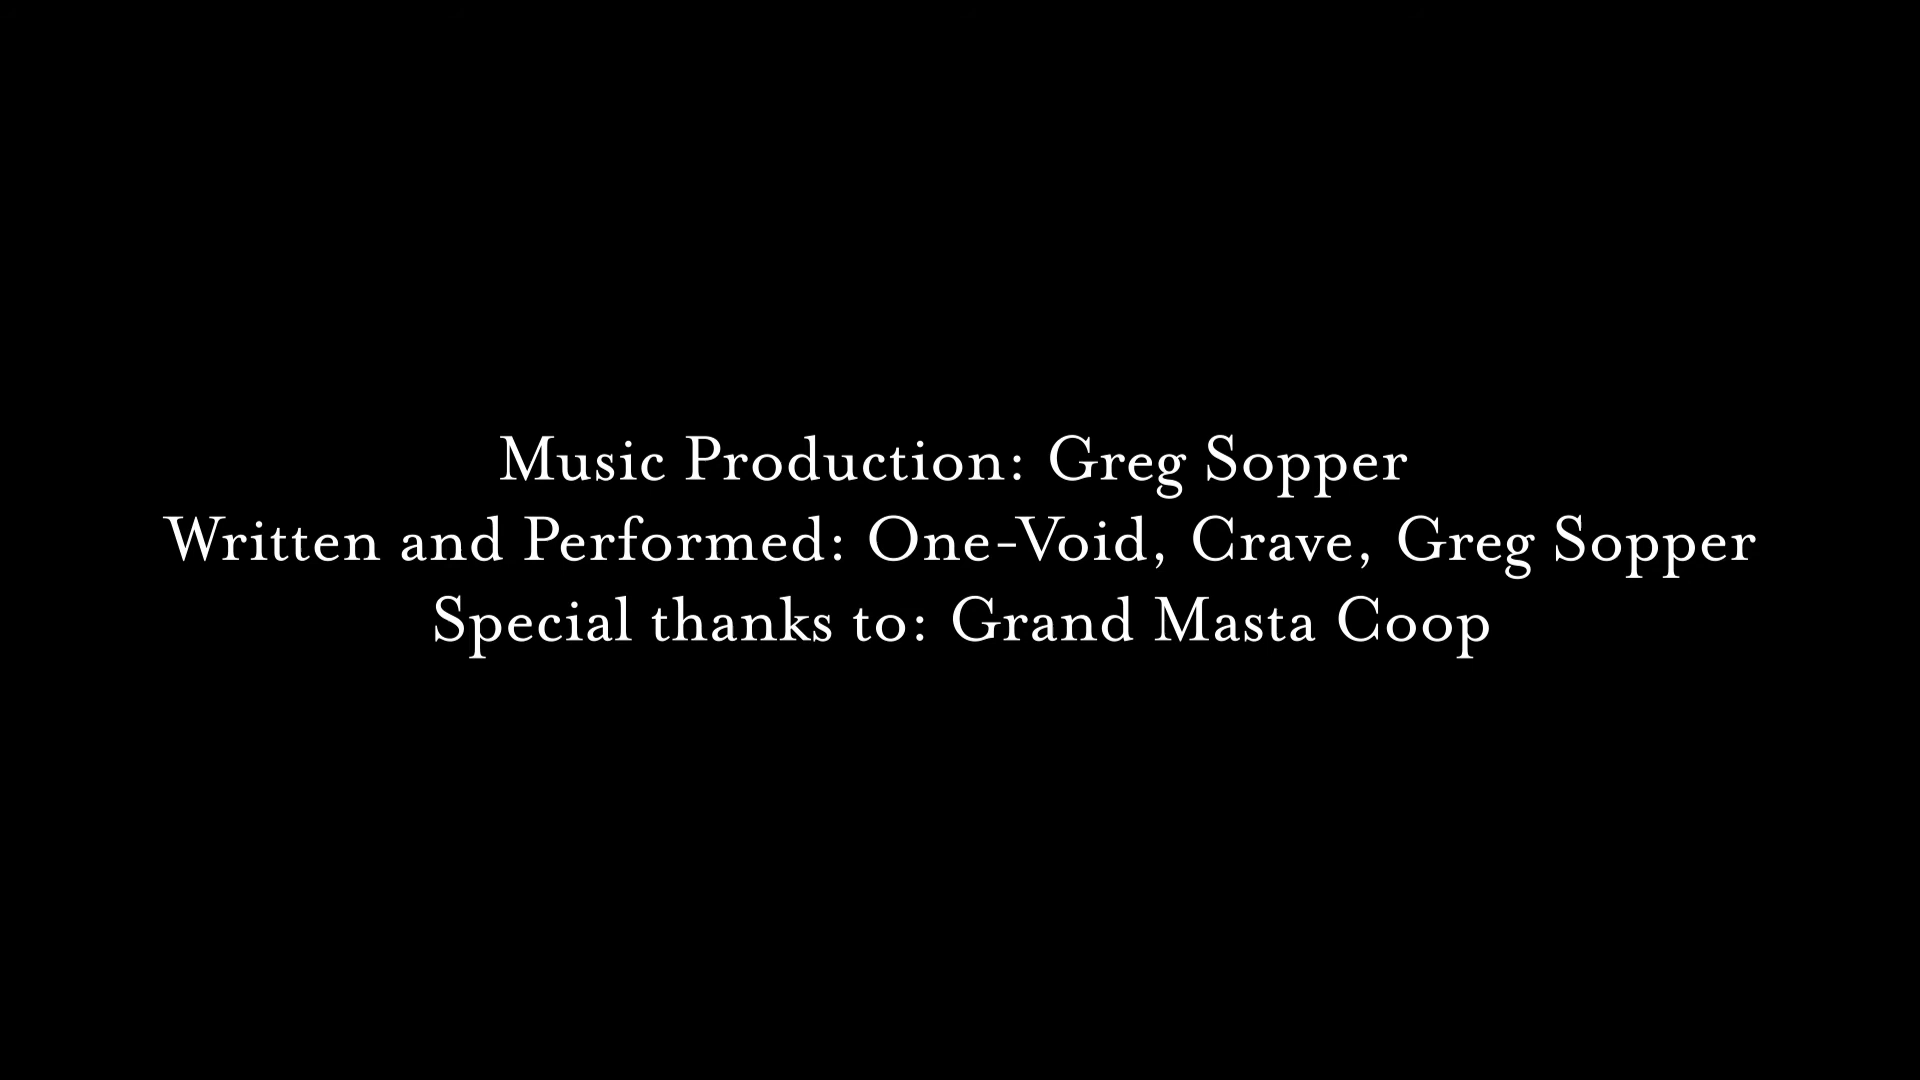 Music Production: Greg Sopper
Written and Performed: One-Void, Crave, Greg Sopper
Special thanks to: Grand Masta Coop